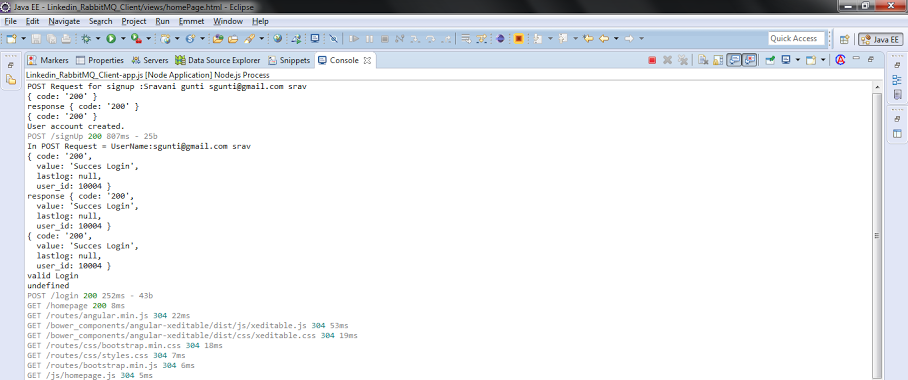 Java EE - Linkedin_RabbitMQ_Client/views/homePage.html - Eclipse
File Edit Navigate Search Project Run Emmet Window Help
Quick Access
Java EE
Markers Properties Servers Data Source Explorer Snippets Console
Linkedin_RabbitMQ_Client-app.js [Node Application] Node.js Process
POST Request for signup :Sravani gunti sgunti@gmail.com srav
{ code: '200' }
response { code: '200' }
{ code: '200' }
User account created.
POST /signUp 200 807ms - 25b
In POST Request = UserName:sgunti@gmail.com srav
{ code: '200',
value: 'Succes Login',
lastlog: null,
user_id: 10004 }
response { code: '200',
value: 'Succes Login',
lastlog: null,
user_id: 10004 }
{ code: '200',
value: 'Succes Login',
lastlog: null,
user_id: 10004 }
valid Login
undefined
POST /login 200 252ms - 43b
GET /homepage 200 8ms
GET /routes/angular.min.js 304 22ms
GET /bower_components/angular-xeditable/dist/js/xeditable.js 304 53ms
GET /bower_components/angular-xeditable/dist/css/xeditable.css 304 19ms
GET /routes/css/bootstrap.min.css 304 18ms
GET /routes/css/styles.css 304 7ms
GET /routes/bootstrap.min.js 304 6ms
GET /js/homepage.js 304 5ms